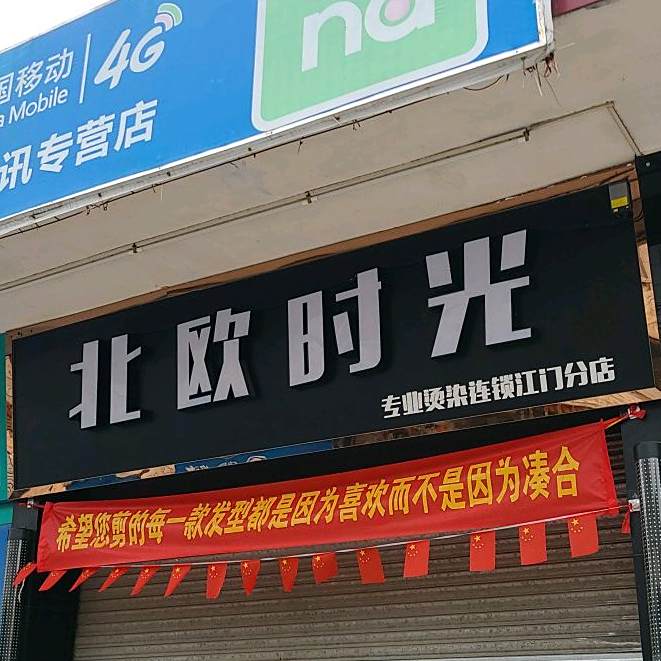 国移动
Mobile
4G
nd
讯专营店
北欧时光
专业烫染连锁江门分店
希望您剪的每一款发型都是因为喜欢而不是因为凑合